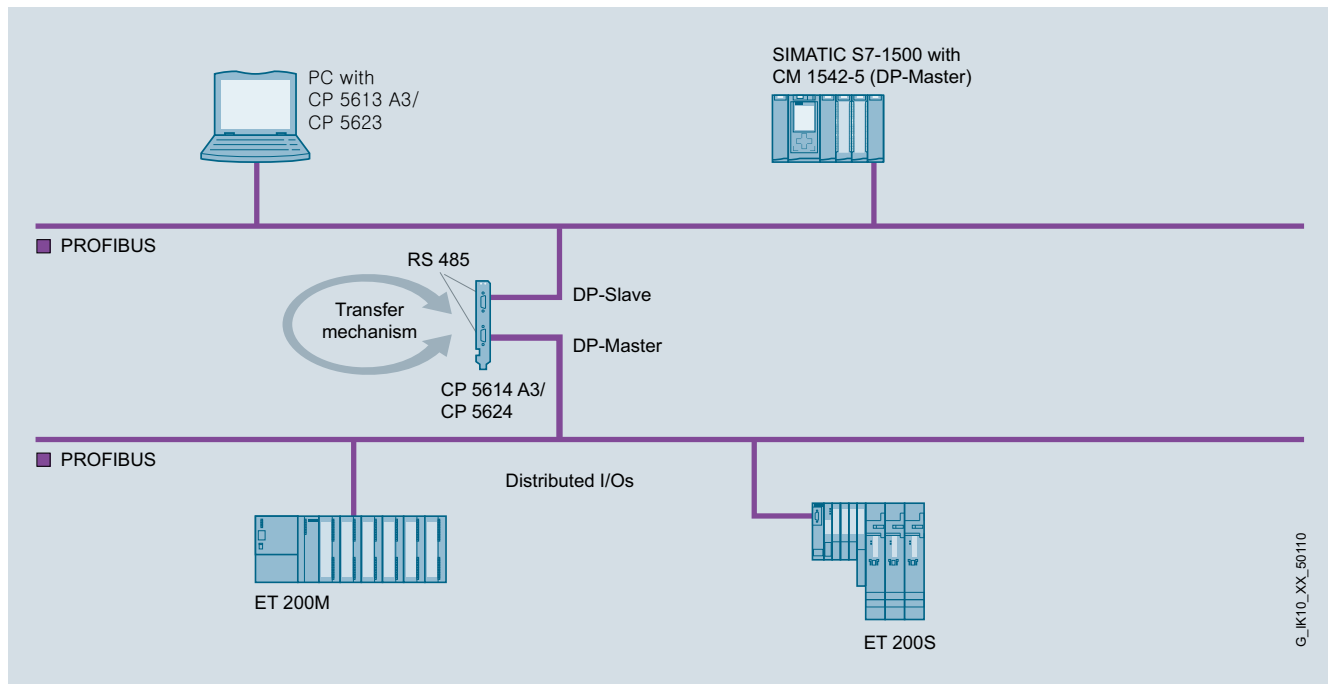 PC with
CP 5613 A3/
CP 5623
SIMATIC S7-1500 with
CM 1542-5 (DP-Master)
PROFIBUS
RS 485
DP-Slave
Transfer
mechanism
DP-Master
CP 5614 A3/
CP 5624
PROFIBUS
Distributed I/Os
ET 200M
ET 200S
G_IK10_XX_50110